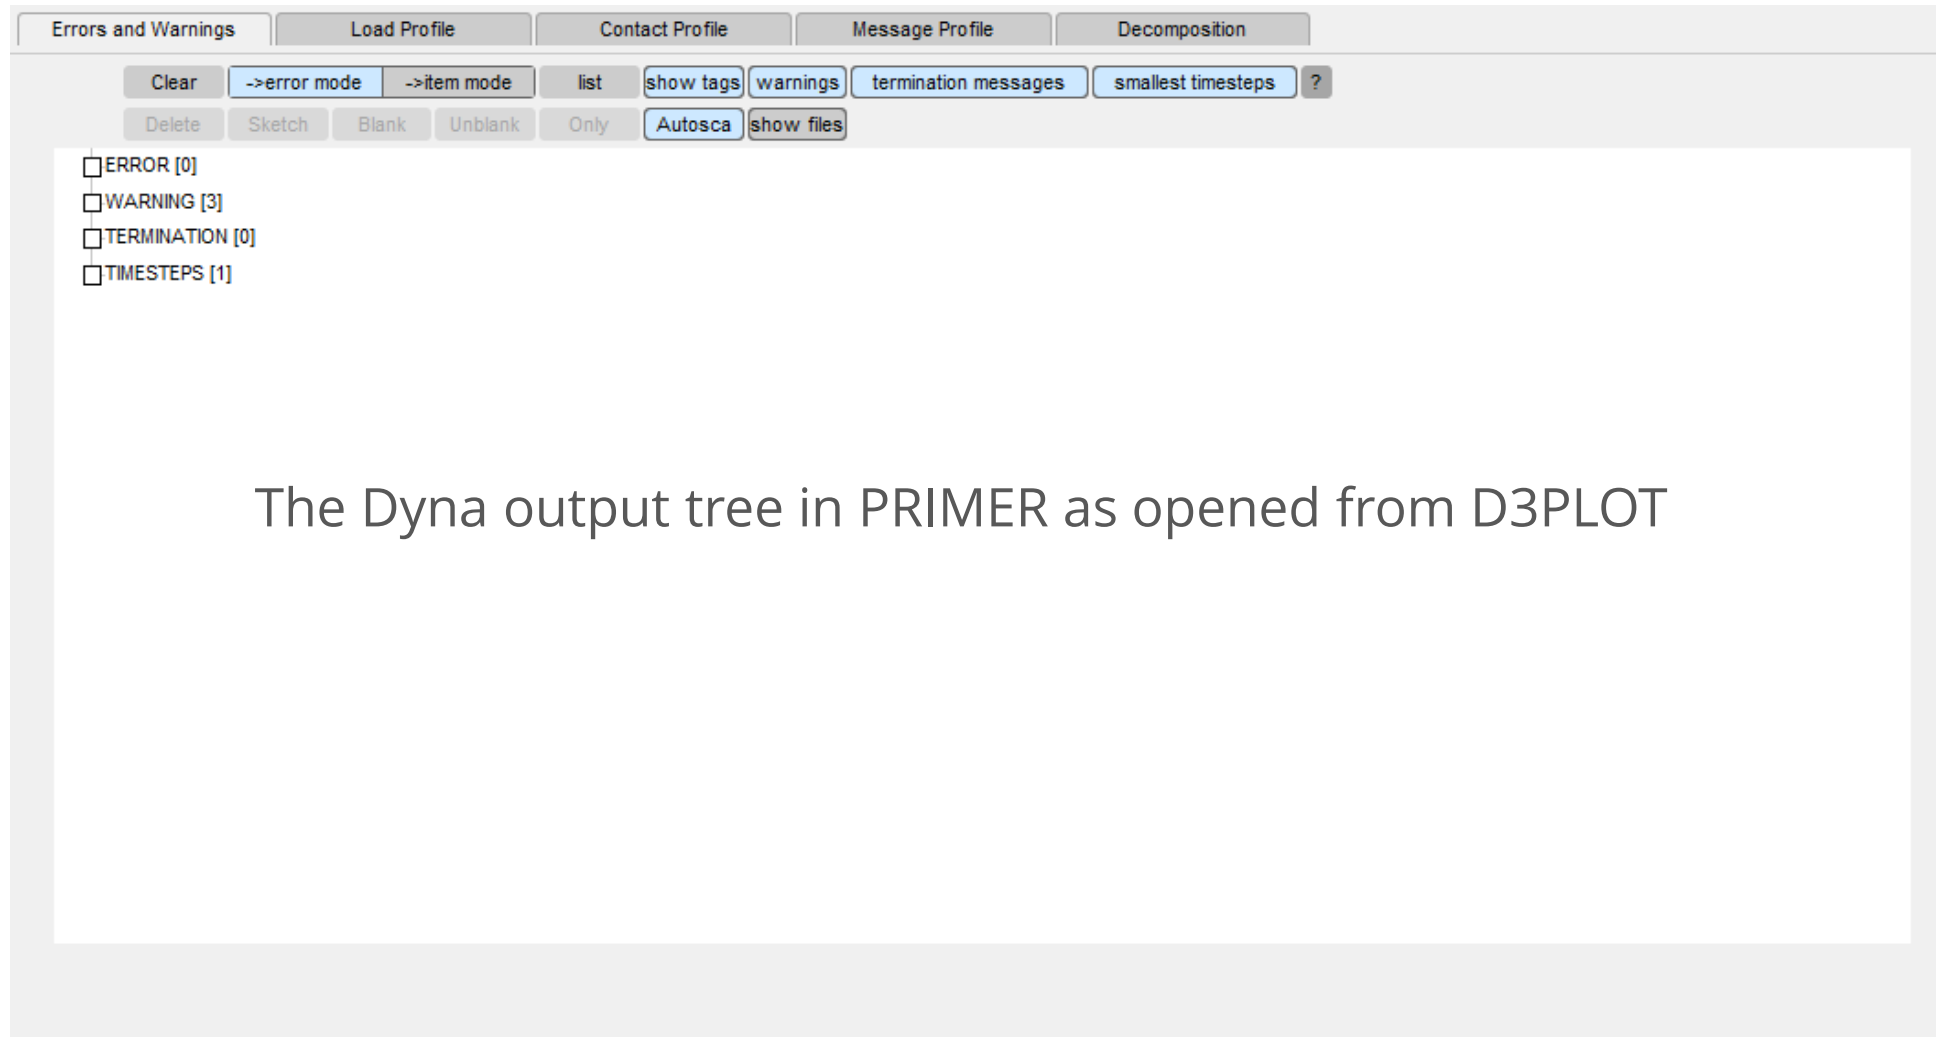 Errors and Warnings Load Profile Contact Profile Message Profile Decomposition
Clear ->error mode ->item mode list show tags warnings termination messages smallest timesteps ?
Delete Sketch Blank Unblank Only Autosca show files
ERROR [0]
WARNING [3]
TERMINATION [0]
TIMESTEPS [1]
The Dyna output tree in PRIMER as opened from D3PLOT